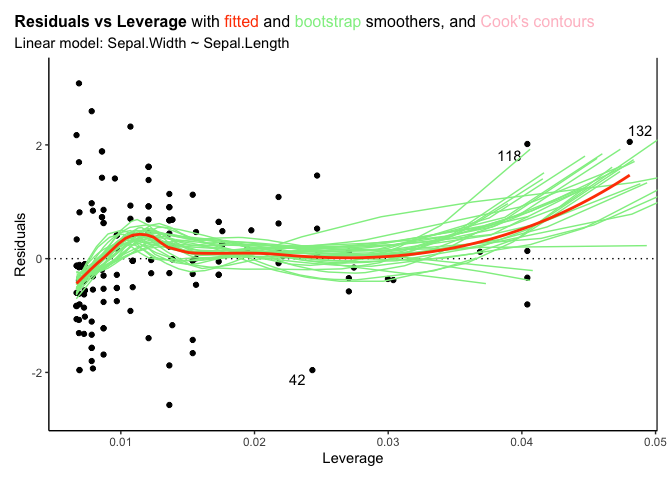 Residuals vs Leverage with fitted and bootstrap smoothers, and Cook's contours
Linear model: Sepal.Width ~ Sepal.Length
132
118
2
Residuals
0
-2
42
0.01 0.02 0.03 0.04 0.05
Leverage